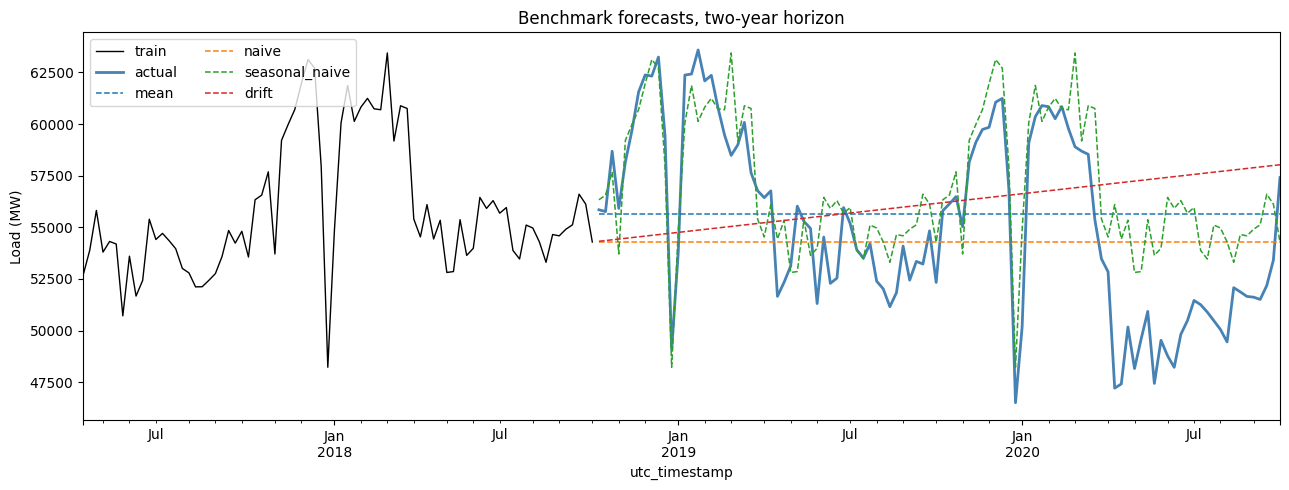 Benchmark forecasts, two-year horizon
train
actual
mean
naive
seasonal_naive
drift
Load (MW)
62500
60000
57500
55000
52500
50000
47500
Jul
Jan
2018
Jul
Jan
2019
Jul
Jan
2020
Jul
utc_timestamp